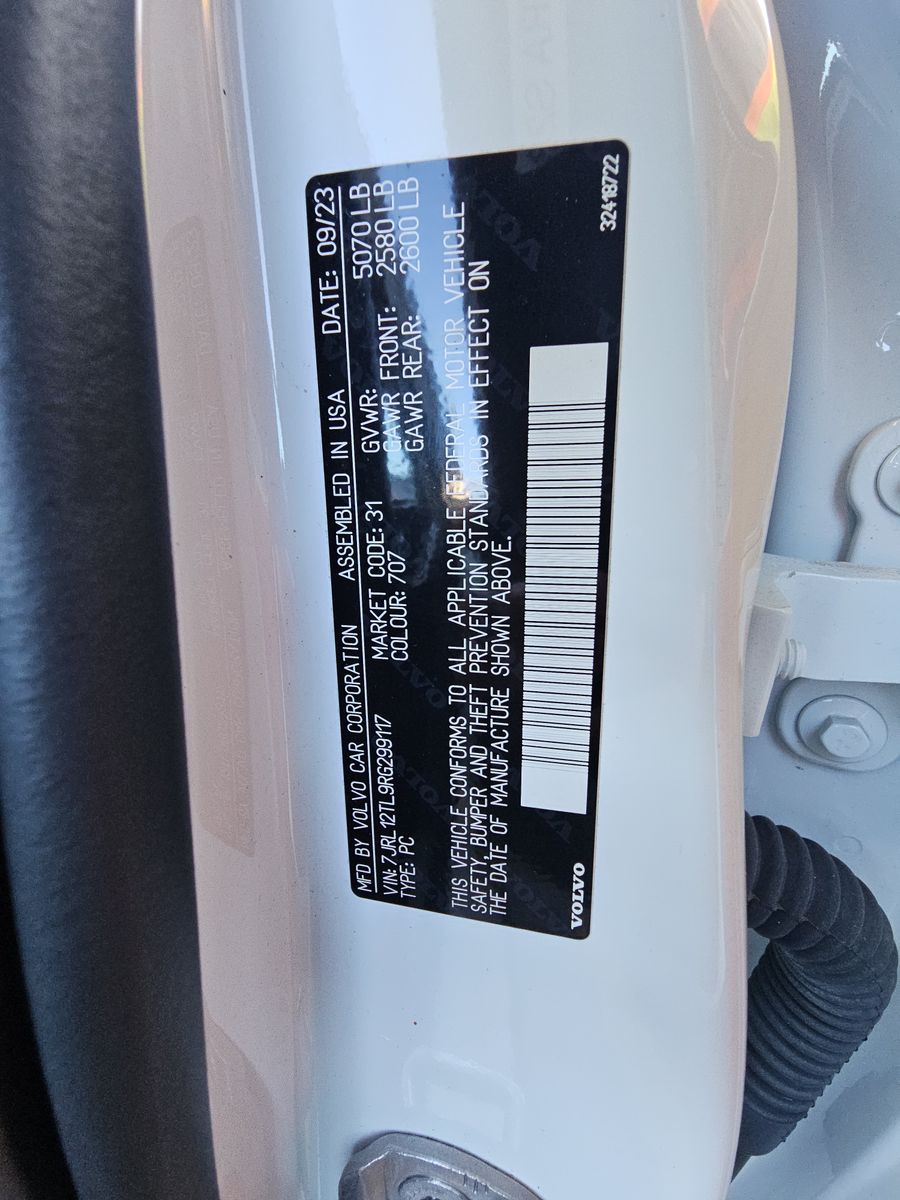 MFD BY VOLVO CAR CORPORATION ASSEMBLED IN USA DATE: 09/23
VIN: 7JRL12TL9RG299117 MARKET CODE: 31 GVWR: 5070 LB
TYPE: PC COLOUR: 707 GAWR FRONT: 2580 LB
GAWR REAR: 2600 LB
THIS VEHICLE CONFORMS TO ALL APPLICABLE FEDERAL MOTOR VEHICLE
SAFETY, BUMPER AND THEFT PREVENTION STANDARDS IN EFFECT ON
THE DATE OF MANUFACTURE SHOWN ABOVE.
VOLVO 32418722